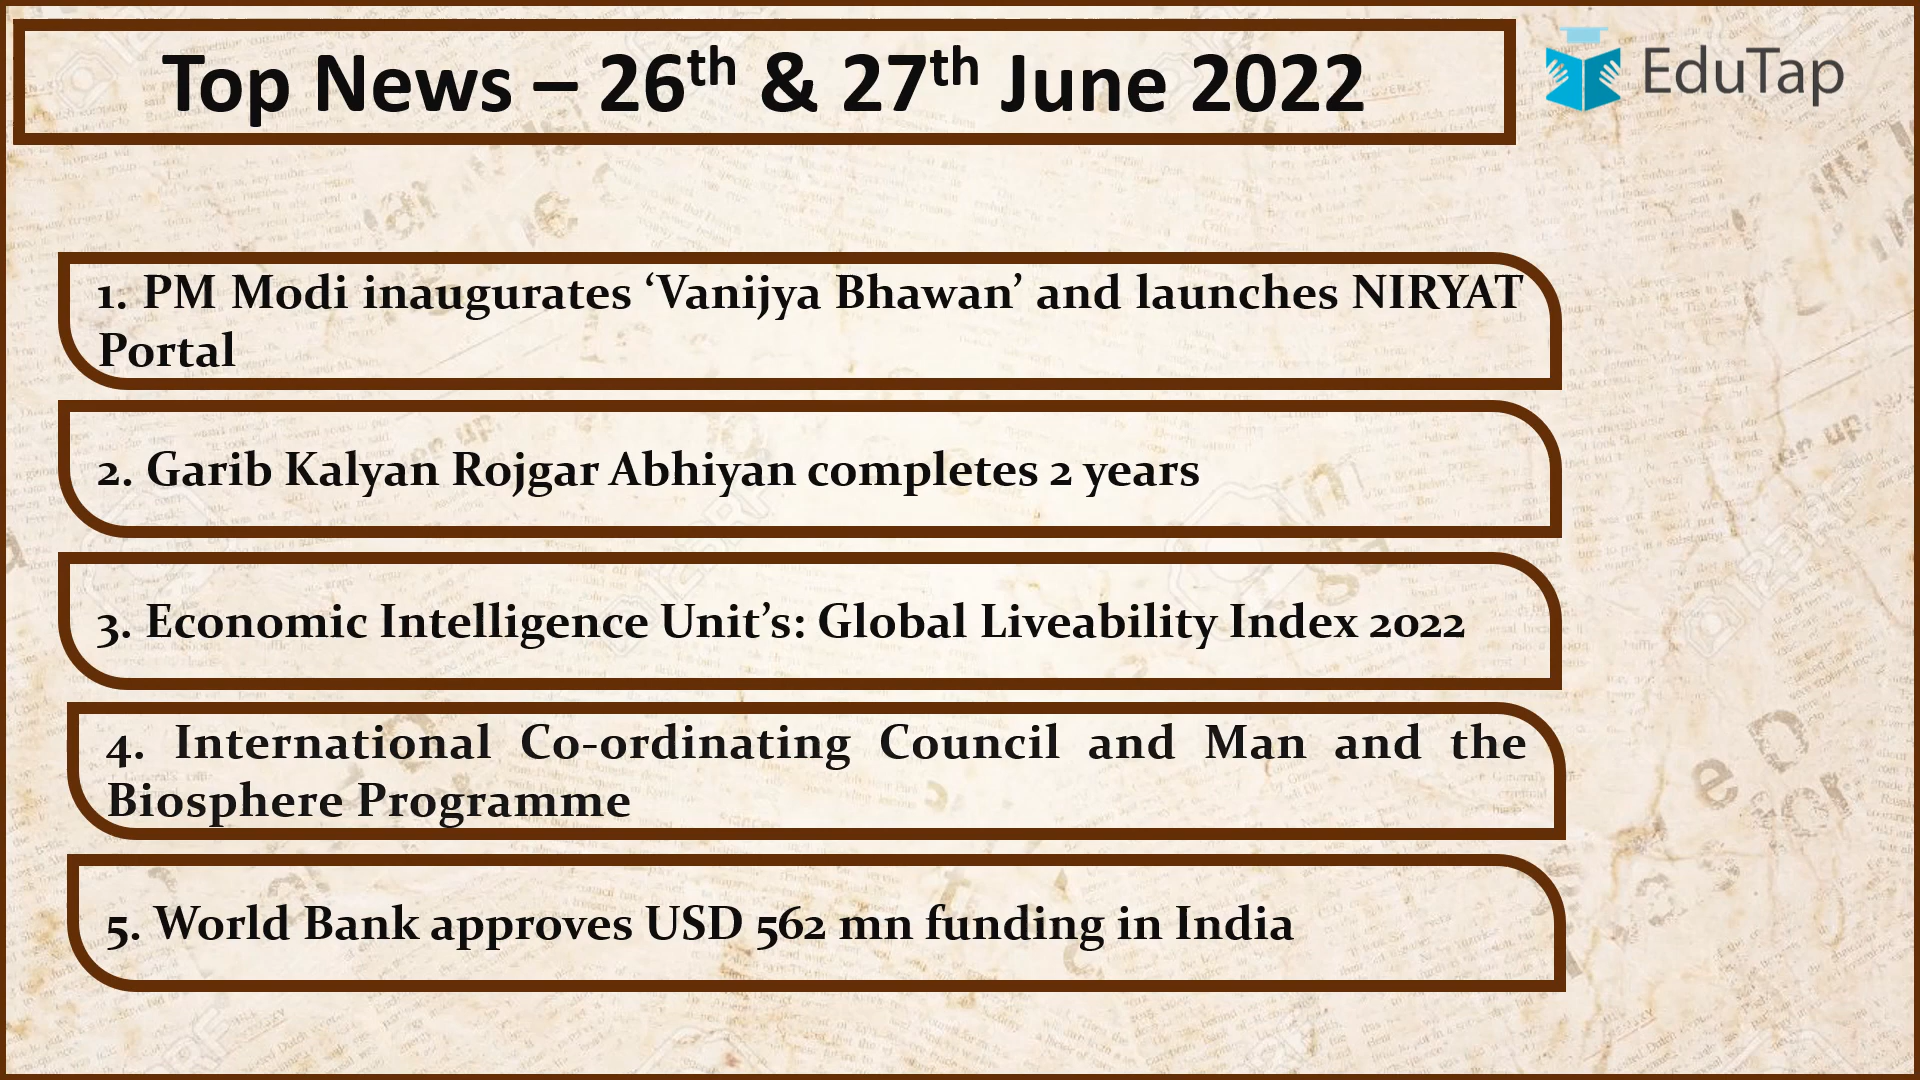 Top News – 26th & 27th June 2022
EduTap
1. PM Modi inaugurates ‘Vanijya Bhawan’ and launches NIRYAT
Portal
2. Garib Kalyan Rojgar Abhiyan completes 2 years
3. Economic Intelligence Unit’s: Global Liveability Index 2022
4. International Co-ordinating Council and Man and the
Biosphere Programme
5. World Bank approves USD 562 mn funding in India